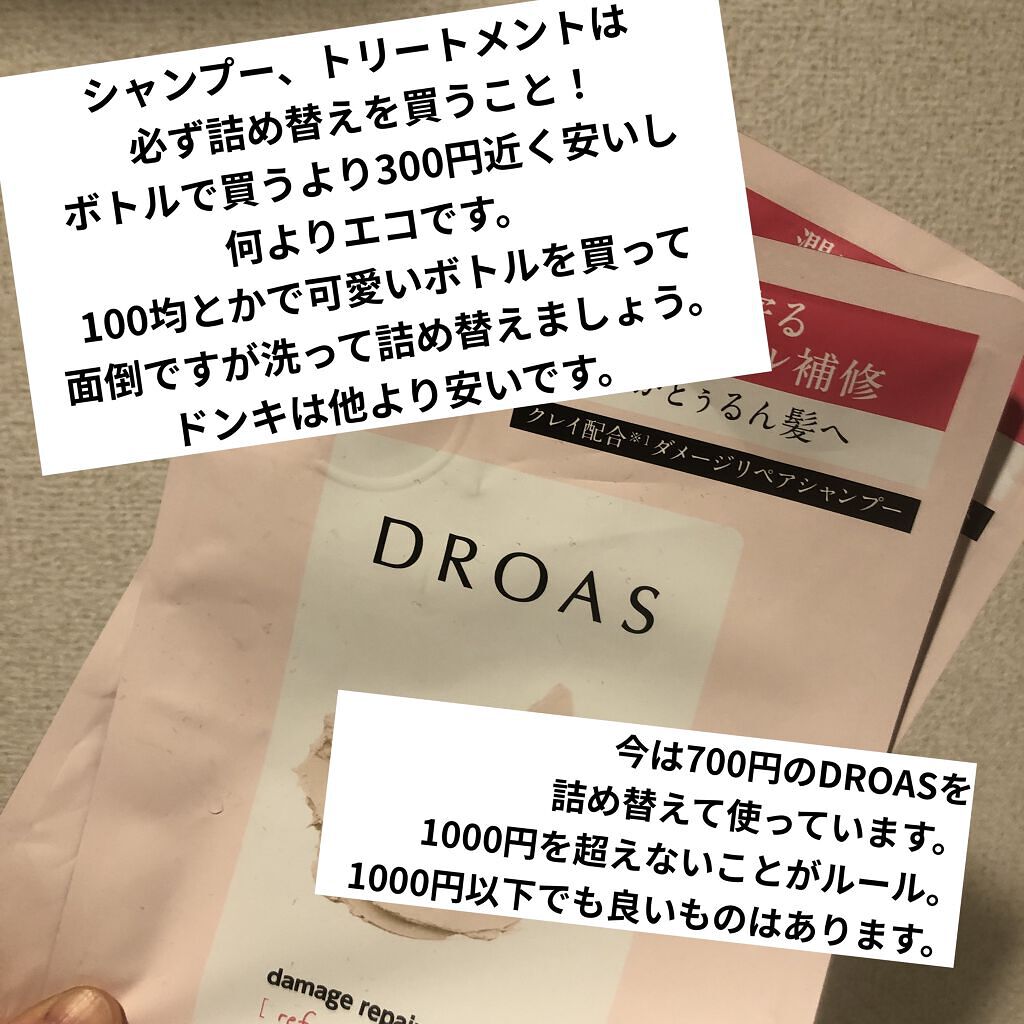 シャンプー、トリートメントは
必ず詰め替えを買うこと！
ボトルで買うより300円近く安いし
何よりエコです。
100均とかで可愛いボトルを買って
面倒ですが洗って詰め替えましょう。
ドンキは他より安いです。
潤
補修
とぅるん髪へ
クレイ配合※1ダメージリペアシャンプー
DROAS
今は700円のDROASを
詰め替えて使っています。
1000円を超えないことがルール。
1000円以下でも良いものはあります。
damage repair